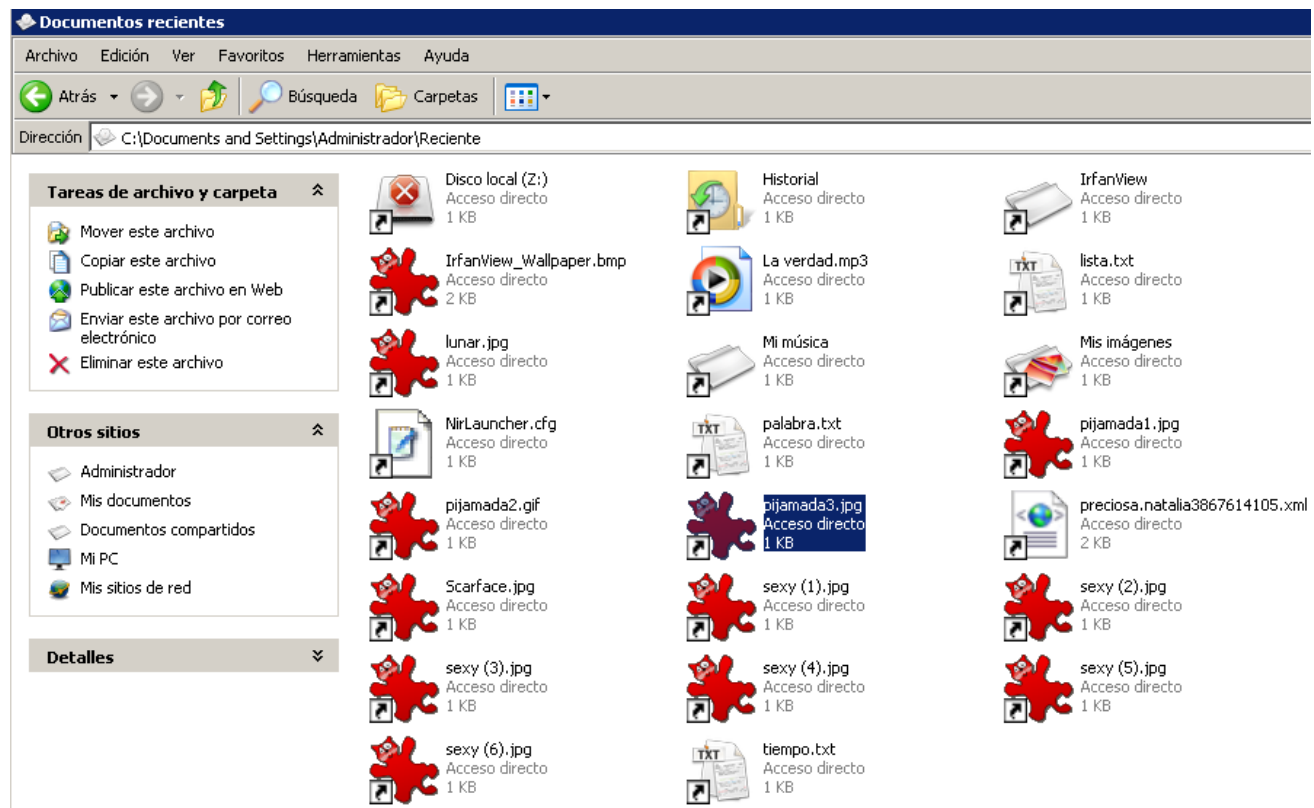 Documentos recientes
Archivo Edición Ver Favoritos Herramientas Ayuda
Atrás Búsqueda Carpetas
Dirección C:\Documents and Settings\Administrador\Reciente
Tareas de archivo y carpeta
Mover este archivo
Copiar este archivo
Publicar este archivo en Web
Enviar este archivo por correo
electrónico
Eliminar este archivo
Otros sitios
Administrador
Mis documentos
Documentos compartidos
Mi PC
Mis sitios de red
Detalles
Disco local (Z:)
Acceso directo
1 KB
Historial
Acceso directo
1 KB
IrfanView
Acceso directo
1 KB
IrfanView_Wallpaper.bmp
Acceso directo
2 KB
La verdad.mp3
Acceso directo
1 KB
TXT
lista.txt
Acceso directo
1 KB
lunar.jpg
Acceso directo
1 KB
Mi música
Acceso directo
1 KB
Mis imágenes
Acceso directo
1 KB
NirLauncher.cfg
Acceso directo
1 KB
TXT
palabra.txt
Acceso directo
1 KB
pijamada1.jpg
Acceso directo
1 KB
pijamada2.gif
Acceso directo
1 KB
pijamada3.jpg
Acceso directo
1 KB
preciosa.natalia3867614105.xml
Acceso directo
2 KB
Scarface.jpg
Acceso directo
1 KB
sexy (1).jpg
Acceso directo
1 KB
sexy (2).jpg
Acceso directo
1 KB
sexy (3).jpg
Acceso directo
1 KB
sexy (4).jpg
Acceso directo
1 KB
sexy (5).jpg
Acceso directo
1 KB
sexy (6).jpg
Acceso directo
1 KB
TXT
tiempo.txt
Acceso directo
1 KB